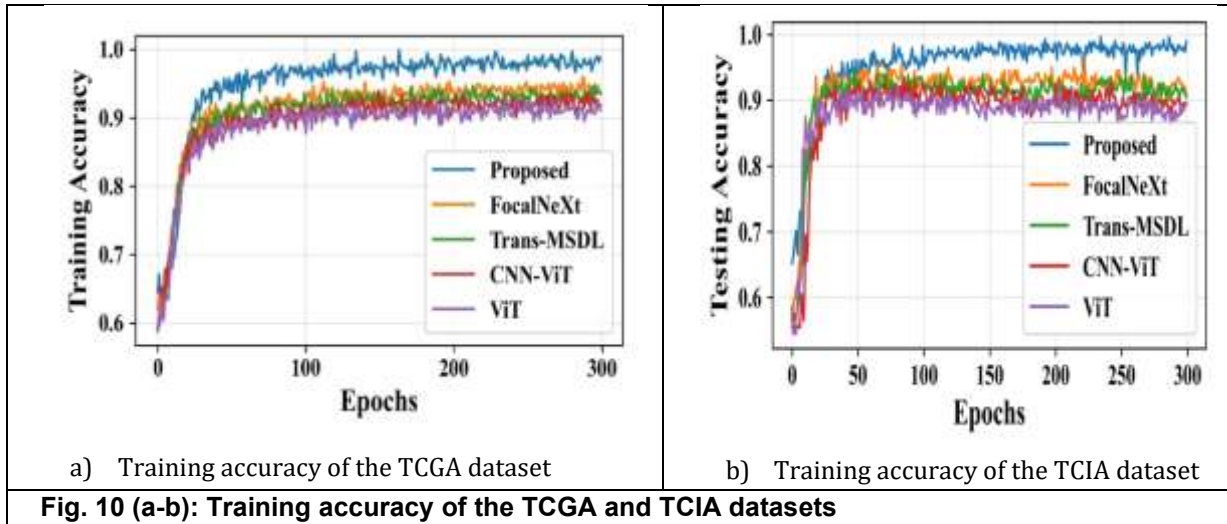 1.0
0.9
0.8
0.7
0.6
Training Accuracy
Proposed
FocalNeXt
Trans-MSDL
CNN-ViT
ViT
0 100 200 300
Epochs
a) Training accuracy of the TCGA dataset
1.0
0.9
0.8
0.7
0.6
Testing Accuracy
Proposed
FocalNeXt
Trans-MSDL
CNN-ViT
ViT
0 50 100 150 200 250 300
Epochs
b) Training accuracy of the TCIA dataset
Fig. 10 (a-b): Training accuracy of the TCGA and TCIA datasets